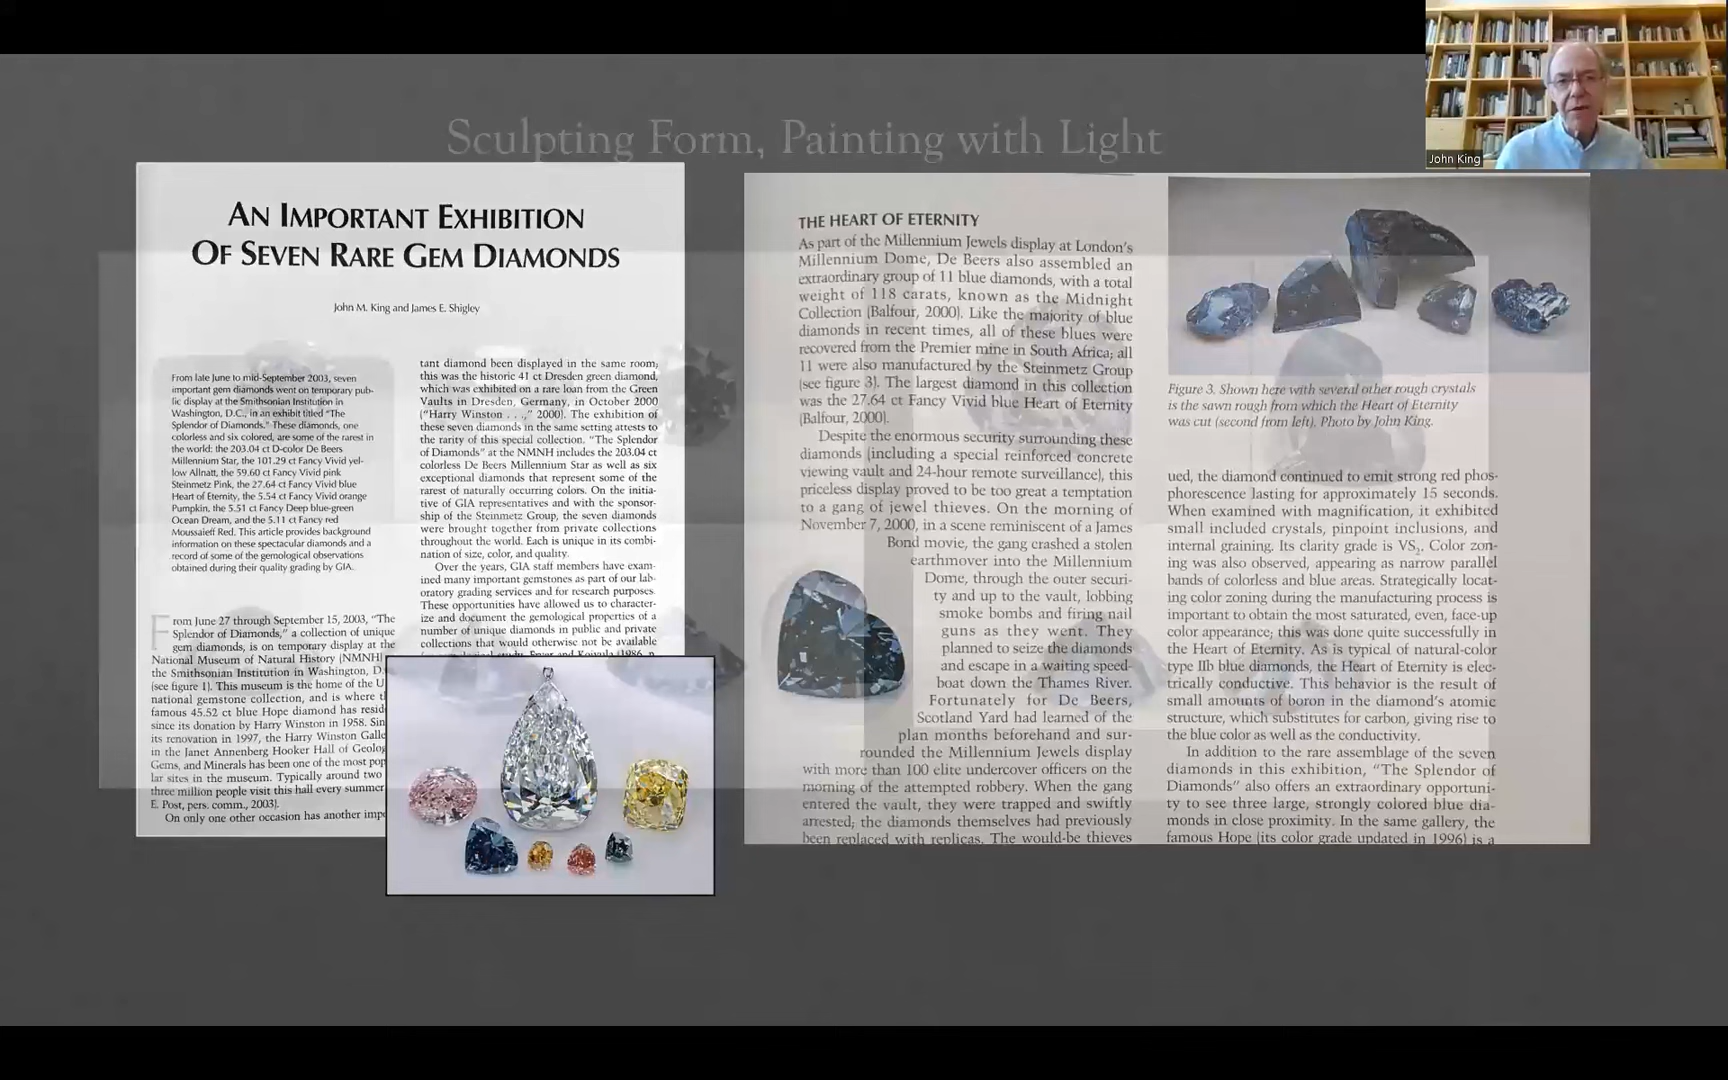 Sculpting Form, Painting with Light
John King
AN IMPORTANT EXHIBITION
OF SEVEN RARE GEM DIAMONDS
John M. King and James E. Shigley
From late June to mid-September 2003, seven
important gem diamonds went on temporary pub-
lic display at the Smithsonian Institution in
Washington, D.C., in an exhibit titled "The
Splendor of Diamonds." These diamonds, one
colorless and six colored, are some of the rarest in
the world: the 203.04 ct D-color De Beers
Millennium Star, the 101.29 ct Fancy Vivid yel-
low Allnatt, the 59.60 ct Fancy Vivid pink
Steinmetz Pink, the 27.64 ct Fancy Vivid blue
Heart of Eternity, the 5.54 ct Fancy Vivid orange
Pumpkin, the 5.51 ct Fancy Deep blue-green
Ocean Dream, and the 5.11 ct Fancy red
Moussaieff Red. This article provides background
information on these spectacular diamonds and a
record of some of the gemological observations
obtained during their quality grading by GIA.
From June 27 through September 15, 2003, "The
Splendor of Diamonds," a collection of unique
gem diamonds, is on temporary display at the
National Museum of Natural History (NMNH)
the Smithsonian Institution in Washington, D.
(see figure 1). This museum is the home of the U
national gemstone collection, and is where t
famous 45.52 ct blue Hope diamond has resid
since its donation by Harry Winston in 1958. Sin
its renovation in 1997, the Harry Winston Galle
in the Janet Annenberg Hooker Hall of Geolog
Gems, and Minerals has been one of the most pop
lar sites in the museum. Typically around two
three million people visit this hall every summer
E. Post, pers. comm., 2003).
On only one other occasion has another impo
tant diamond been displayed in the same room;
this was the historic 41 ct Dresden green diamond,
which was exhibited on a rare loan from the Green
Vaults in Dresden, Germany, in October 2000
("Harry Winston . . .," 2000). The exhibition of
these seven diamonds in the same setting attests to
the rarity of this special collection. "The Splendor
of Diamonds" at the NMNH includes the 203.04 ct
colorless De Beers Millennium Star as well as six
exceptional diamonds that represent some of the
rarest of naturally occurring colors. On the initia-
tive of GIA representatives and with the sponsor-
ship of the Steinmetz Group, the seven diamonds
were brought together from private collections
throughout the world. Each is unique in its combi-
nation of size, color, and quality.
Over the years, GIA staff members have exam-
ined many important gemstones as part of our lab-
oratory grading services and for research purposes.
These opportunities have allowed us to character-
ize and document the gemological properties of a
number of unique diamonds in public and private
collections that would otherwise not be available
THE HEART OF ETERNITY
As part of the Millennium Jewels display at London's
Millennium Dome, De Beers also assembled an
extraordinary group of 11 blue diamonds, with a total
weight of 118 carats, known as the Midnight
Collection (Balfour, 2000). Like the majority of blue
diamonds in recent times, all of these blues were
recovered from the Premier mine in South Africa; all
11 were also manufactured by the Steinmetz Group
(see figure 3). The largest diamond in this collection
was the 27.64 ct Fancy Vivid blue Heart of Eternity
(Balfour, 2000).
Despite the enormous security surrounding these
diamonds (including a special reinforced concrete
viewing vault and 24-hour remote surveillance), this
priceless display proved to be too great a temptation
to a gang of jewel thieves. On the morning of
November 7, 2000, in a scene reminiscent of a James
Bond movie, the gang crashed a stolen
earthmover into the Millennium
Dome, through the outer securi-
ty and up to the vault, lobbing
smoke bombs and firing nail
guns as they went. They
planned to seize the diamonds
and escape in a waiting speed-
boat down the Thames River.
Fortunately for De Beers,
Scotland Yard had learned of the
plan months beforehand and sur-
rounded the Millennium Jewels display
with more than 100 elite undercover officers on the
morning of the attempted robbery. When the gang
entered the vault, they were trapped and swiftly
arrested; the diamonds themselves had previously
been replaced with replicas. The would-be thieves
Figure 3. Shown here with several other rough crystals
is the sawn rough from which the Heart of Eternity
was cut (second from left). Photo by John King.
ued, the diamond continued to emit strong red phos-
phorescence lasting for approximately 15 seconds.
When examined with magnification, it exhibited
small included crystals, pinpoint inclusions, and
internal graining. Its clarity grade is VS₂. Color zon-
ing was also observed, appearing as narrow parallel
bands of colorless and blue areas. Strategically locat-
ing color zoning during the manufacturing process is
important to obtain the most saturated, even, face-up
color appearance; this was done quite successfully in
the Heart of Eternity. As is typical of natural-color
type IIb blue diamonds, the Heart of Eternity is elec-
trically conductive. This behavior is the result of
small amounts of boron in the diamond's atomic
structure, which substitutes for carbon, giving rise to
the blue color as well as the conductivity.
In addition to the rare assemblage of the seven
diamonds in this exhibition, "The Splendor of
Diamonds" also offers an extraordinary opportuni-
ty to see three large, strongly colored blue dia-
monds in close proximity. In the same gallery, the
famous Hope (its color grade updated in 1996) is a